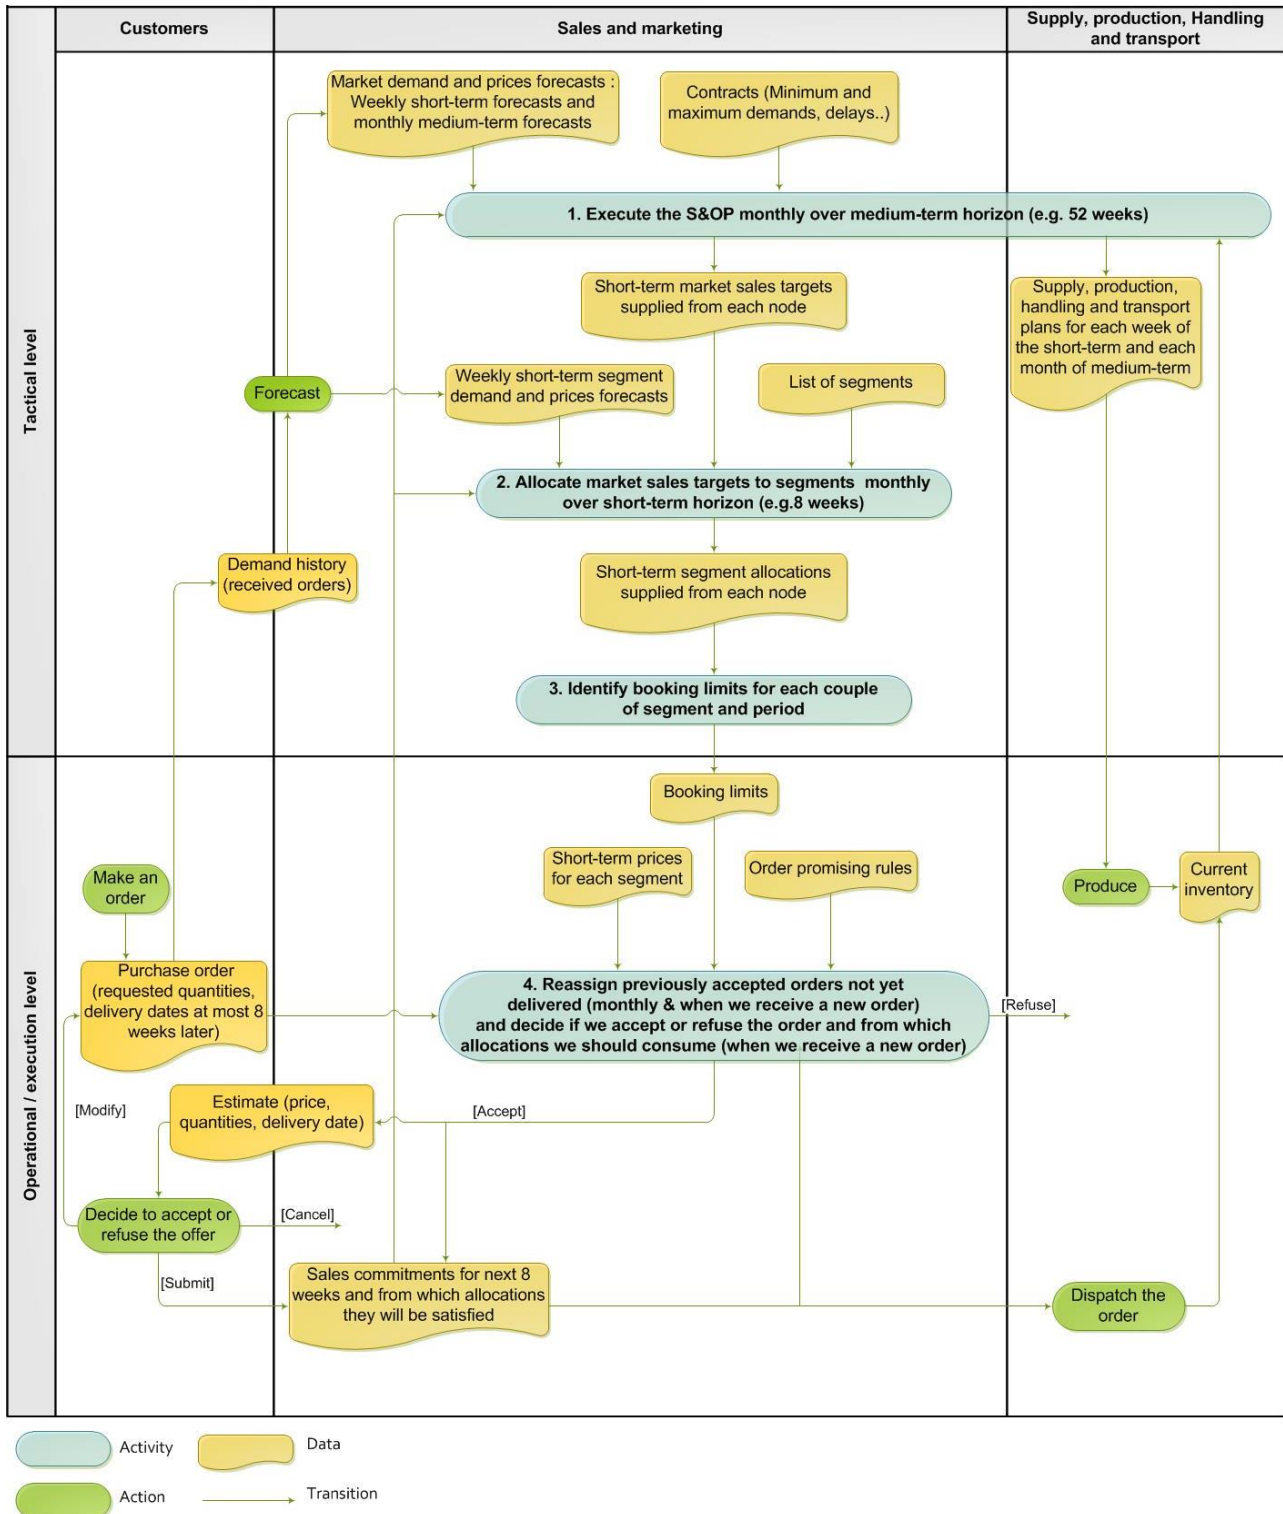 Customers
Sales and marketing
Supply, production, Handling
and transport
Tactical level
Market demand and prices forecasts :
Weekly short-term forecasts and
monthly medium-term forecasts
Contracts (Minimum and
maximum demands, delays..)
1. Execute the S&OP monthly over medium-term horizon (e.g. 52 weeks)
Short-term market sales targets
supplied from each node
Supply, production,
handling and transport
plans for each week of
the short-term and each
month of medium-term
Forecast
Weekly short-term segment
demand and prices forecasts
List of segments
2. Allocate market sales targets to segments  monthly
over short-term horizon (e.g.8 weeks)
Demand history
(received orders)
Short-term segment allocations
supplied from each node
3. Identify booking limits for each couple
of segment and period
Operational / execution level
Booking limits
Make an
order
Short-term prices
for each segment
Order promising rules
Produce
Current
inventory
Purchase order
(requested quantities,
delivery dates at most 8
weeks later)
4. Reassign previously accepted orders not yet
delivered (monthly & when we receive a new order)
and decide if we accept or refuse the order and from which
allocations we should consume (when we receive a new order)
[Refuse]
[Modify]
Estimate (price,
quantities, delivery date)
[Accept]
Decide to accept or
refuse the offer
[Cancel]
[Submit]
Sales commitments for next 8
weeks and from which allocations
they will be satisfied
Dispatch the
order
Activity
Data
Action
Transition